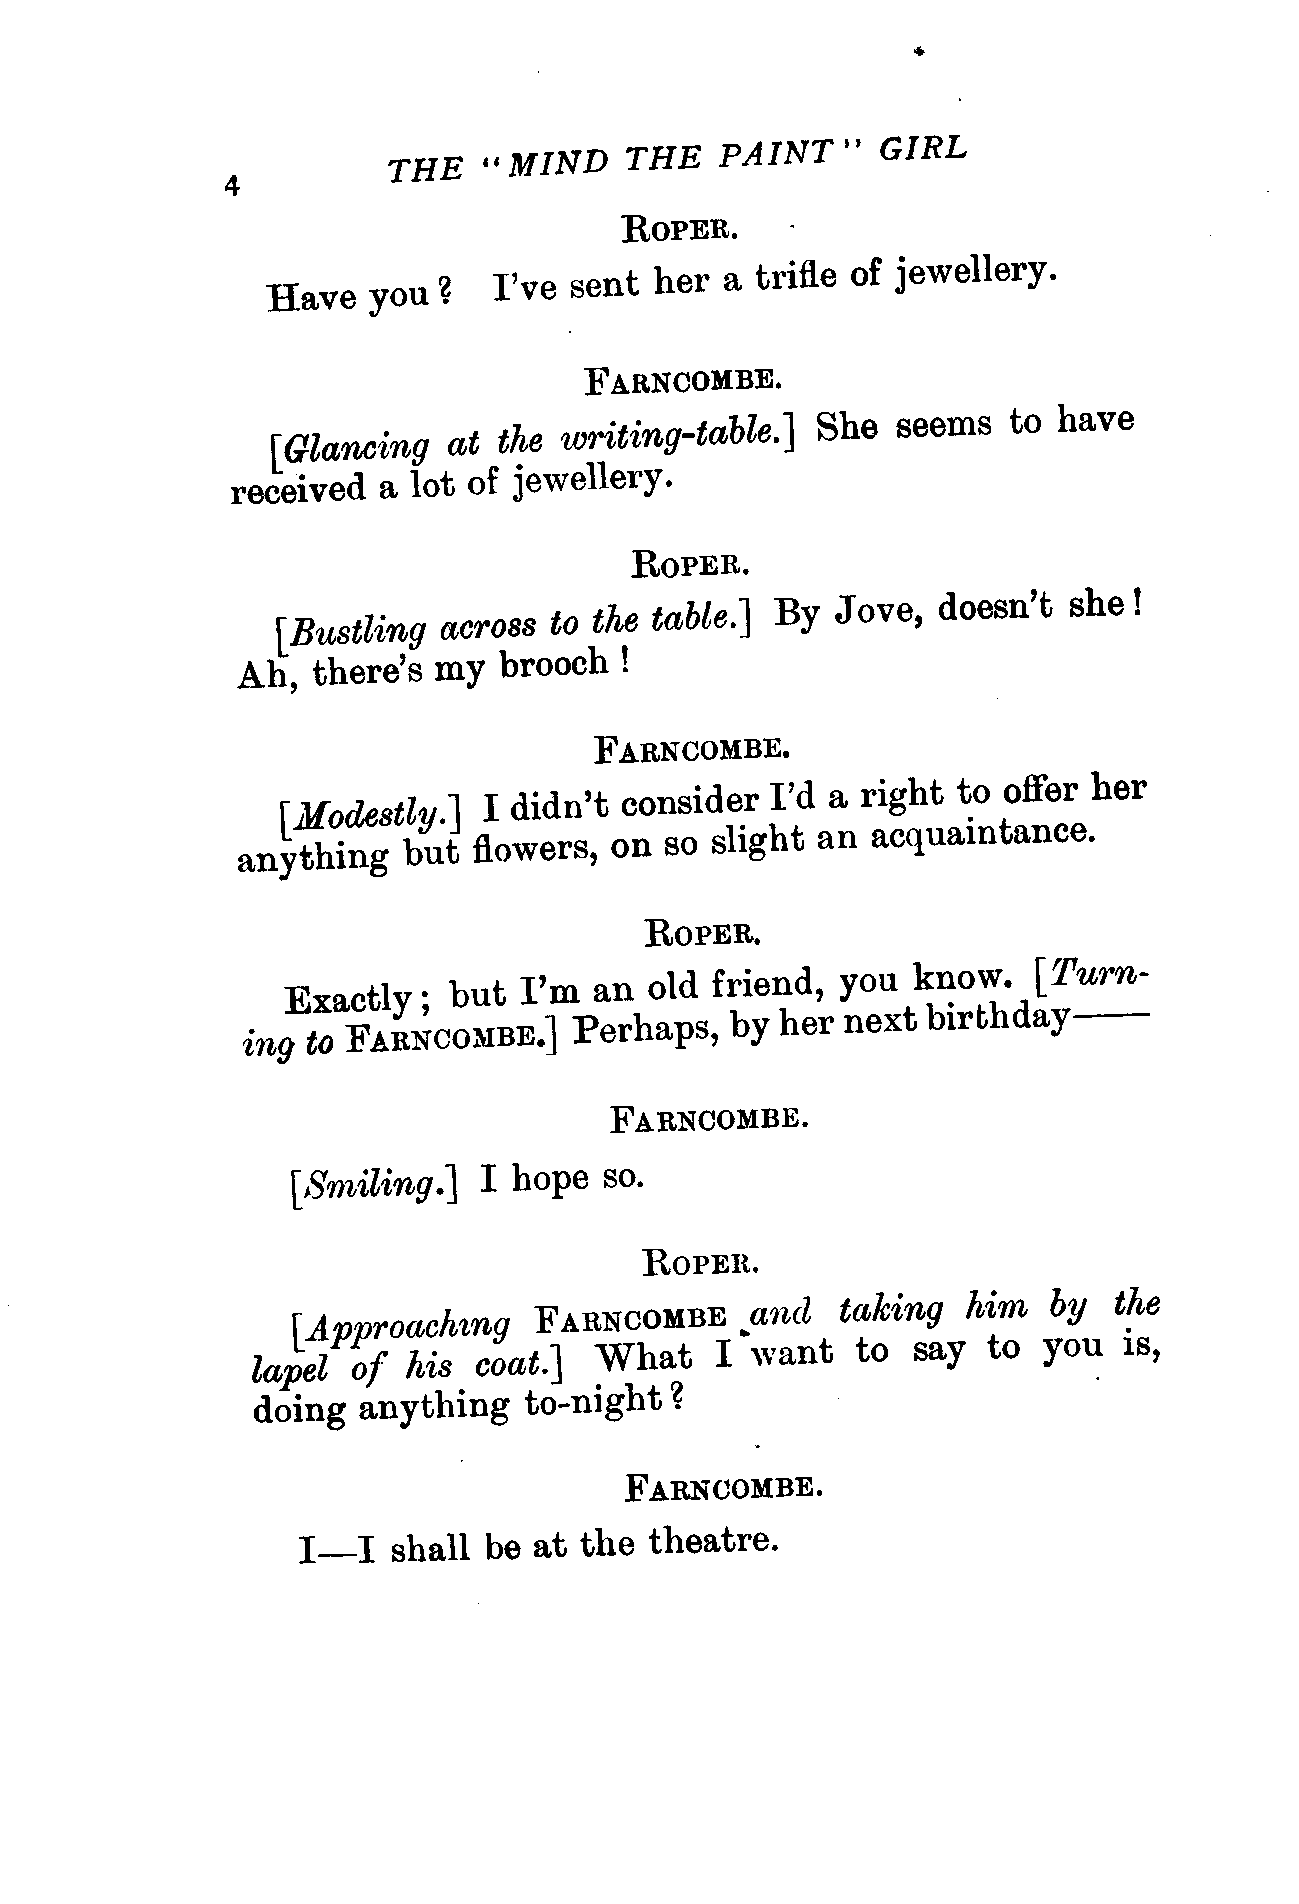 4 THE "MIND THE PAINT" GIRL
ROPER.
Have you? I've sent her a trifle of jewellery.
FARNCOMBE.
[Glancing at the writing-table.] She seems to have
received a lot of jewellery.
ROPER.
[Bustling across to the table.] By Jove, doesn't she!
Ah, there's my brooch!
FARNCOMBE.
[Modestly.] I didn't consider I'd a right to offer her
anything but flowers, on so slight an acquaintance.
ROPER.
Exactly; but I'm an old friend, you know. [Turn-
ing to FARNCOMBE.] Perhaps, by her next birthday——
FARNCOMBE.
[Smiling.] I hope so.
ROPER.
[Approaching FARNCOMBE and taking him by the
lapel of his coat.] What I want to say to you is,
doing anything to-night?
FARNCOMBE.
I—I shall be at the theatre.